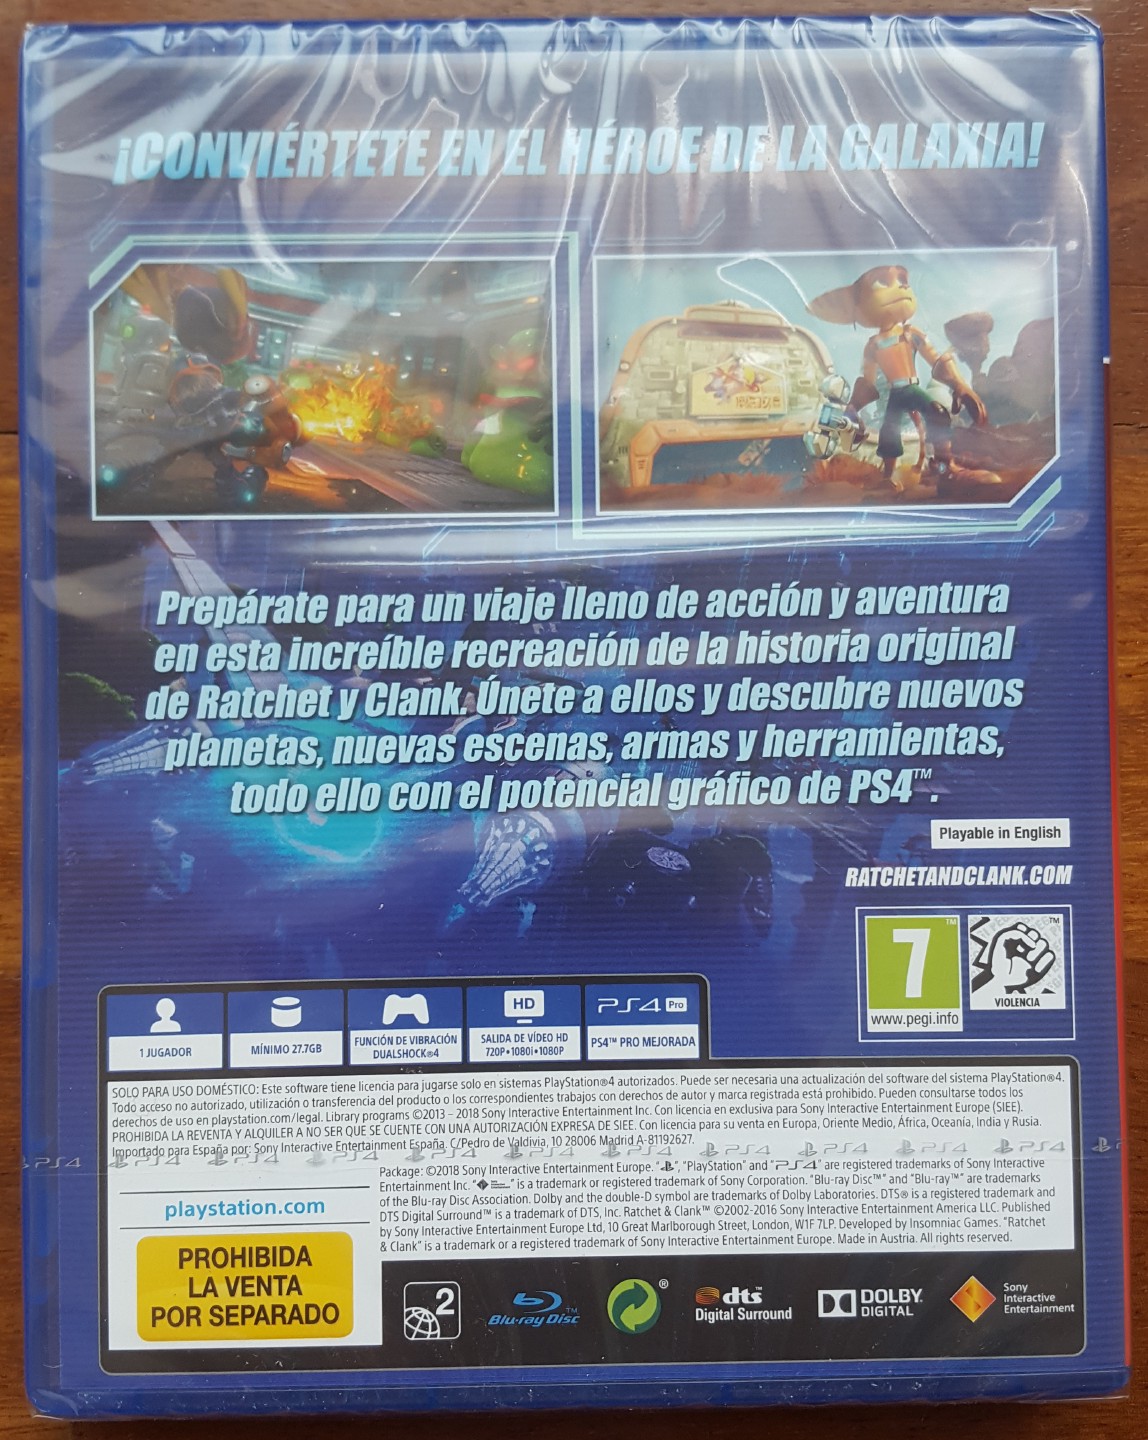 ¡CONVIÉRTETE EN EL HÉROE DE LA GALAXIA!
Prepárate para un viaje lleno de acción y aventura
en esta increíble recreación de la historia original
de Ratchet y Clank. Únete a ellos y descubre nuevos
planetas, nuevas escenas, armas y herramientas,
todo ello con el potencial gráfico de PS4™.
Playable in English
RATCHETANDCLANK.COM
7
www.pegi.info
VIOLENCIA
1 JUGADOR
MÍNIMO 27.7GB
FUNCIÓN DE VIBRACIÓN
DUALSHOCK®4
HD
SALIDA DE VÍDEO HD
720P•1080i•1080P
PS4 Pro
PS4™ PRO MEJORADA
SOLO PARA USO DOMÉSTICO: Este software tiene licencia para jugarse solo en sistemas PlayStation®4 autorizados. Puede ser necesaria una actualización del software del sistema PlayStation®4.
Todo acceso no autorizado, utilización o transferencia del producto o los correspondientes trabajos con derechos de autor y marca registrada está prohibido. Pueden consultarse todos los
derechos de uso en playstation.com/legal. Library programs ©2013 – 2018 Sony Interactive Entertainment Inc. Con licencia en exclusiva para Sony Interactive Entertainment Europe (SIEE).
PROHIBIDA LA REVENTA Y ALQUILER A NO SER QUE SE CUENTE CON UNA AUTORIZACIÓN EXPRESA DE SIEE. Con licencia para su venta en Europa, Oriente Medio, África, Oceanía, India y Rusia.
Importado para España por: Sony Interactive Entertainment España. C/Pedro de Valdivia, 10 28006 Madrid A-81192627.
PS4 PS4 PS4 PS4 PS4 PS4 PS4
Package: ©2018 Sony Interactive Entertainment Europe. "", "PlayStation" and "PS4" are registered trademarks of Sony Interactive
Entertainment Inc. "" is a trademark or registered trademark of Sony Corporation. "Blu-ray Disc™" and "Blu-ray™" are trademarks
of the Blu-ray Disc Association. Dolby and the double-D symbol are trademarks of Dolby Laboratories. DTS® is a registered trademark and
DTS Digital Surround™ is a trademark of DTS, Inc. Ratchet & Clank™ ©2002-2016 Sony Interactive Entertainment America LLC. Published
by Sony Interactive Entertainment Europe Ltd, 10 Great Marlborough Street, London, W1F 7LP. Developed by Insomniac Games. "Ratchet
& Clank" is a trademark or a registered trademark of Sony Interactive Entertainment Europe. Made in Austria. All rights reserved.
playstation.com
PROHIBIDA
LA VENTA
POR SEPARADO
2
Blu-ray Disc™
®
dts™
Digital Surround
DOLBY
DIGITAL
Sony
Interactive
Entertainment